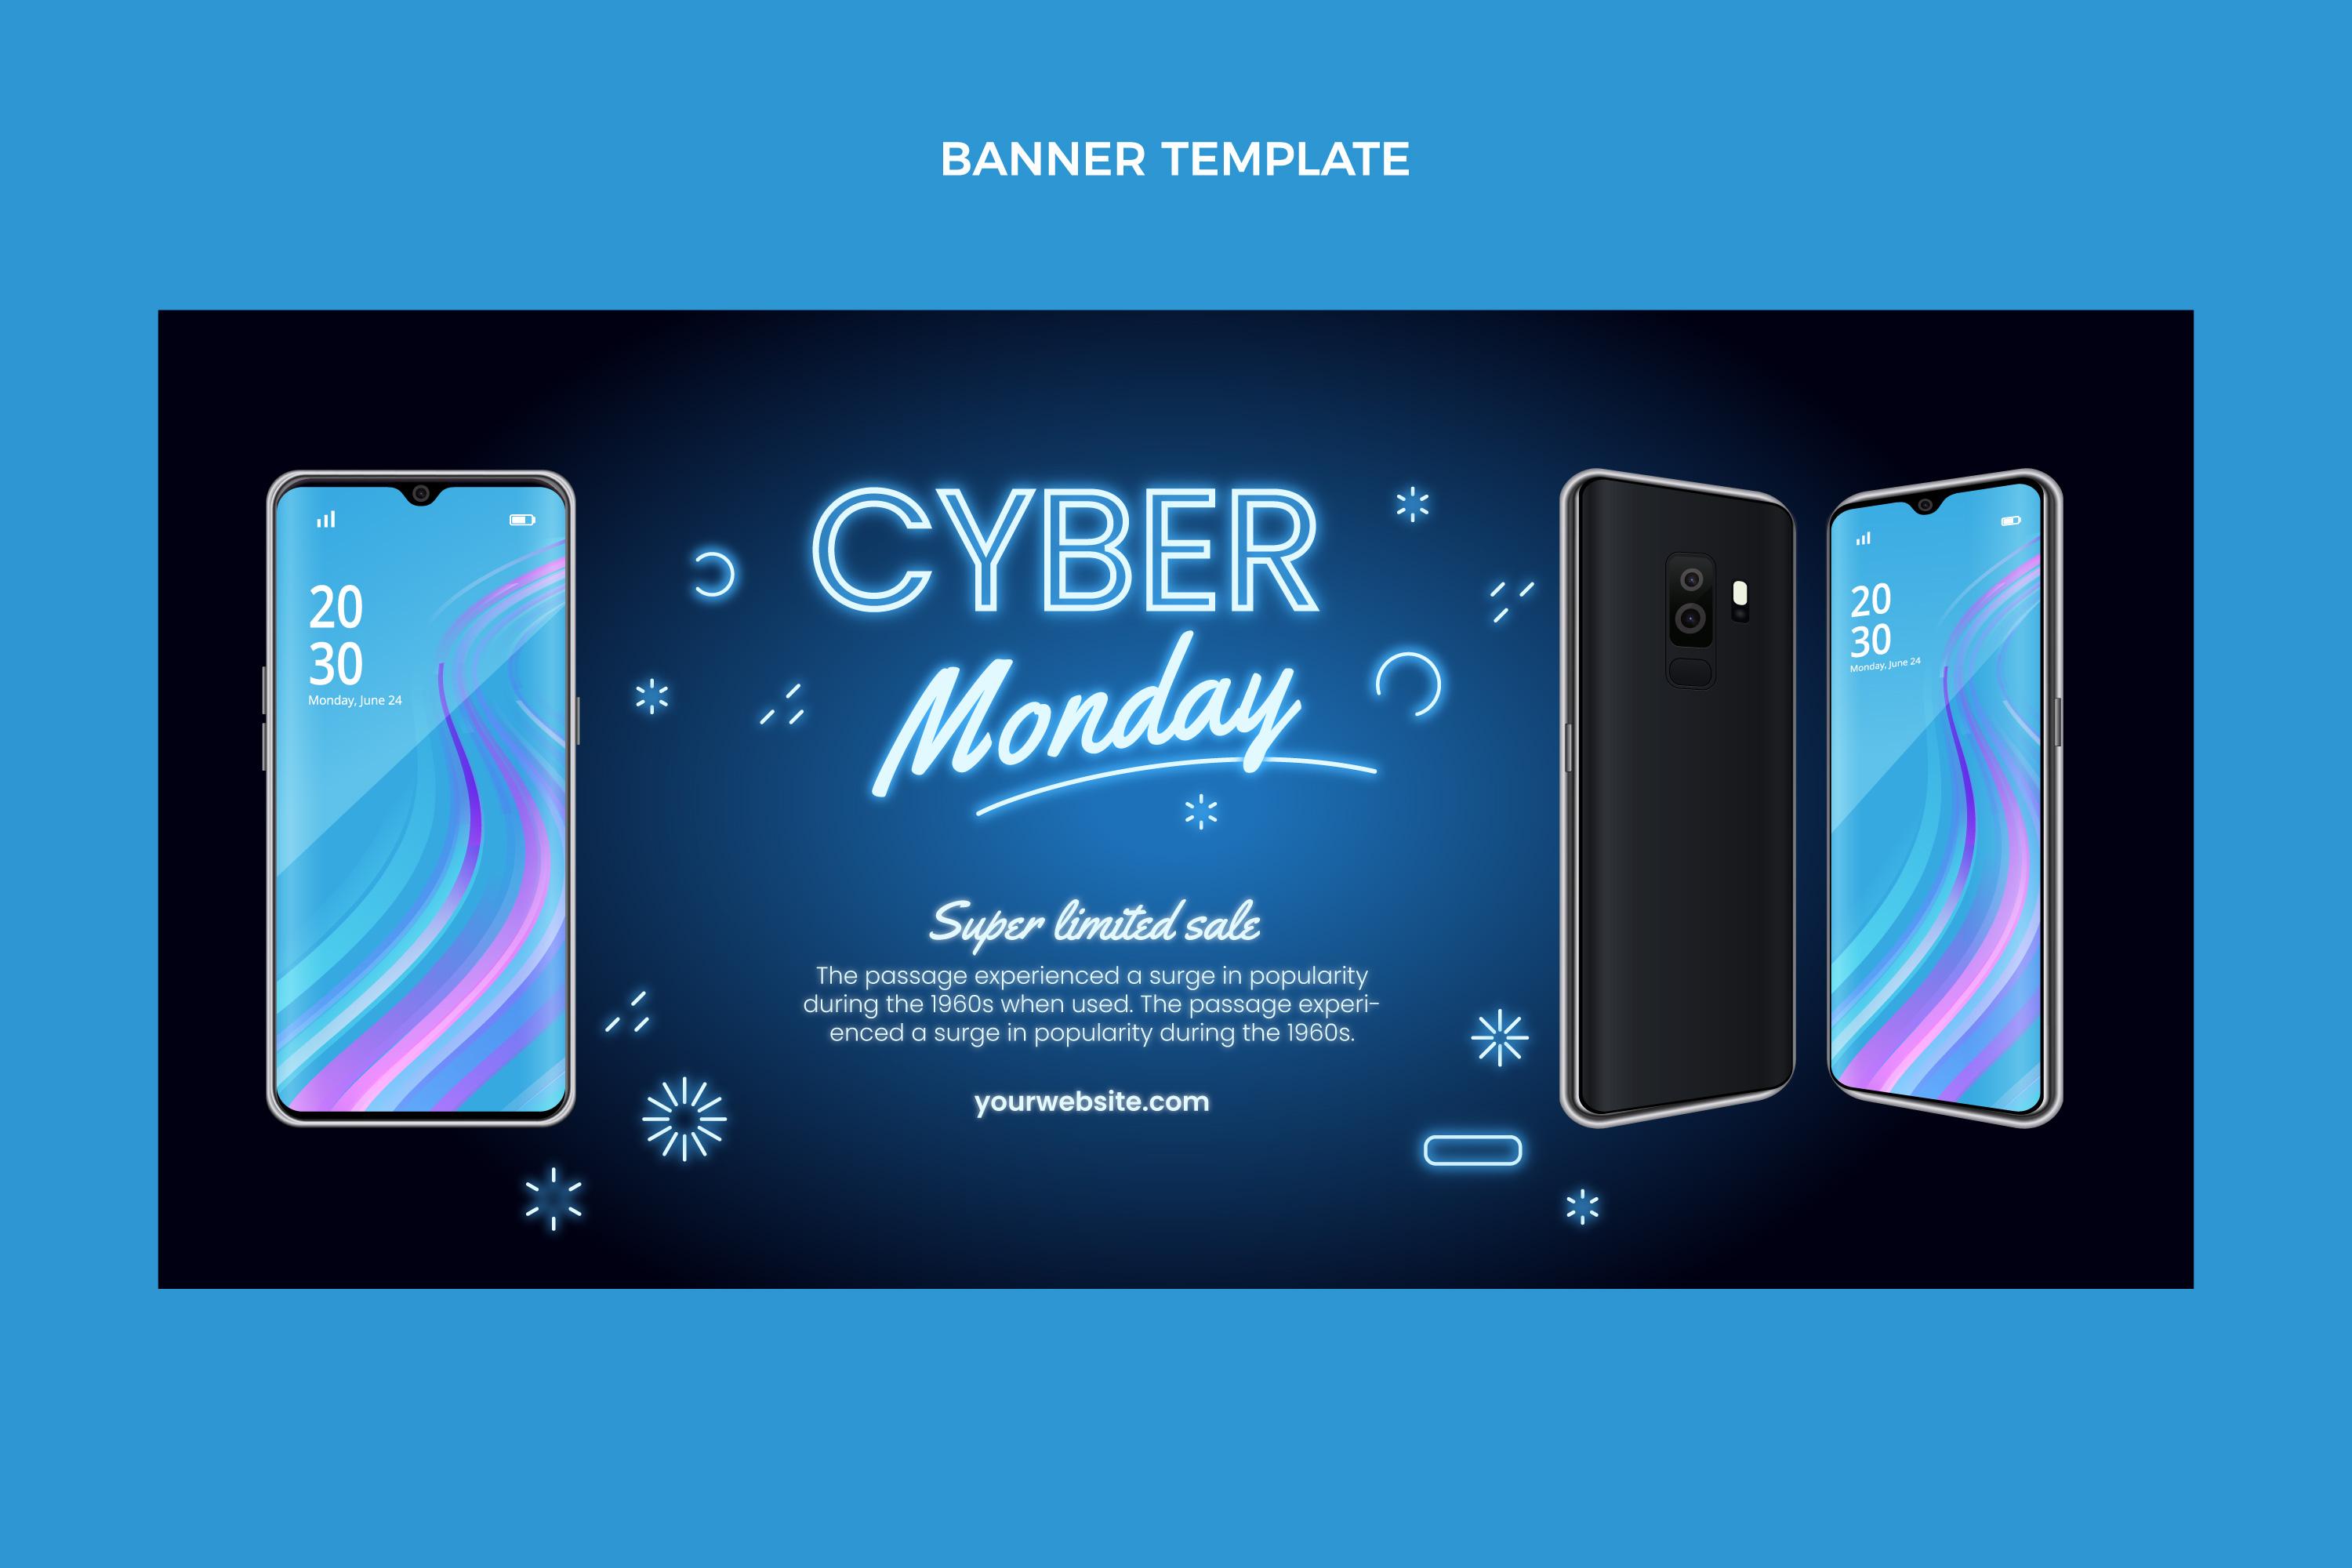 BANNER TEMPLATE
20
30
Monday, June 24
CYBER
Monday
Super limited sale
The passage experienced a surge in popularity
during the 1960s when used. The passage experi-
enced a surge in popularity during the 1960s.
yourwebsite.com
20
30
Monday, June 24